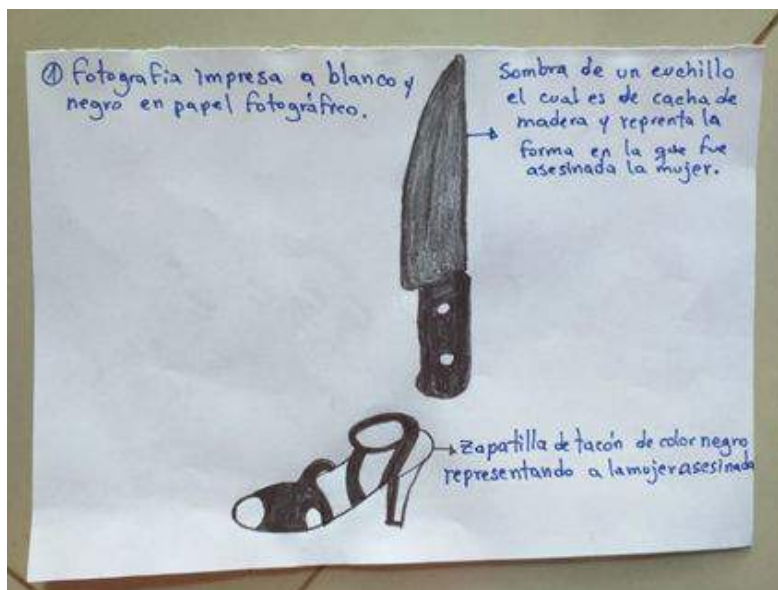 ① Fotografia impresa a blanco y
negro en papel fotográfico.
Sombra de un cuchillo
el cual es de cacha de
madera y reprenta la
forma en la que fue
asesinada la mujer.
Zapatilla de tacón de color negro
representando a la mujer asesinada